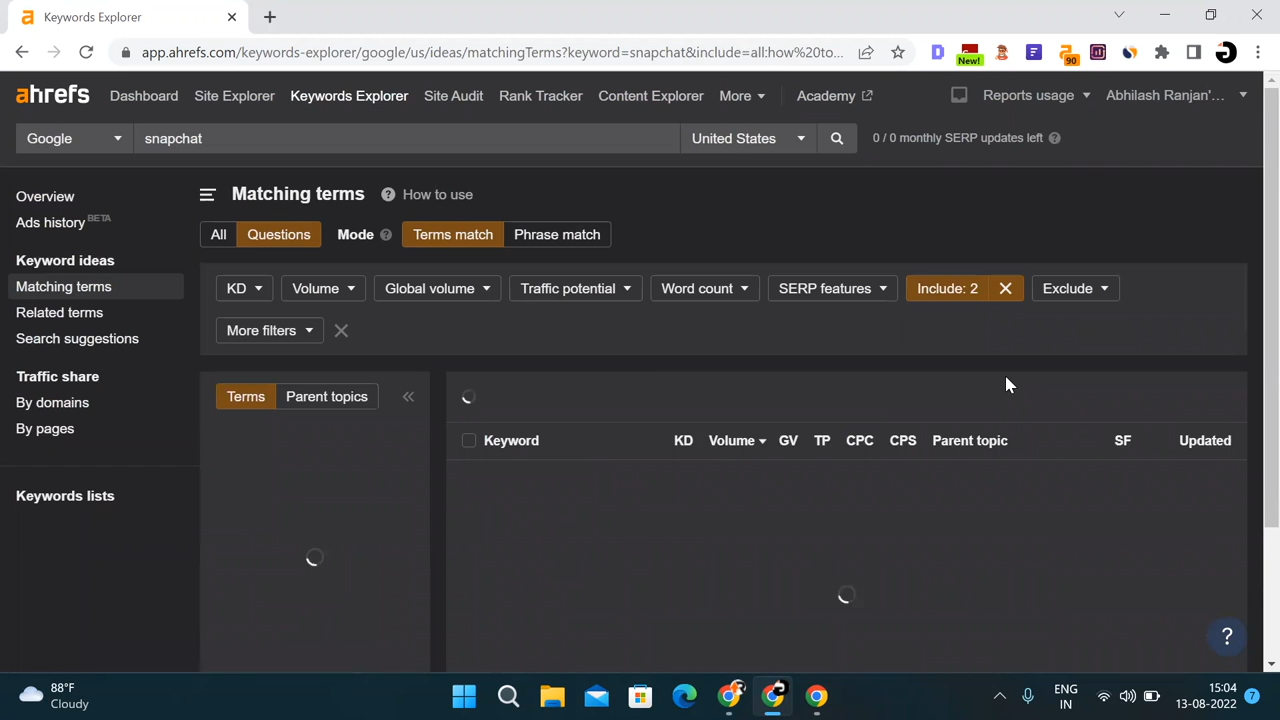 Keywords Explorer
app.ahrefs.com/keywords-explorer/google/us/ideas/matchingTerms?keyword=snapchat&include=all:how%20to...
New!
90
ahrefs Dashboard Site Explorer Keywords Explorer Site Audit Rank Tracker Content Explorer More Academy Reports usage Abhilash Ranjan'...
Google snapchat United States 0 / 0 monthly SERP updates left ?
Overview
Ads history BETA
Keyword ideas
Matching terms
Related terms
Search suggestions
Traffic share
By domains
By pages
Keywords lists
Matching terms ? How to use
All Questions Mode ? Terms match Phrase match
KD Volume Global volume Traffic potential Word count SERP features Include: 2 Exclude
More filters
Terms Parent topics
Keyword KD Volume GV TP CPC CPS Parent topic SF Updated
?
88°F
Cloudy
ENG
IN
15:04
13-08-2022
7